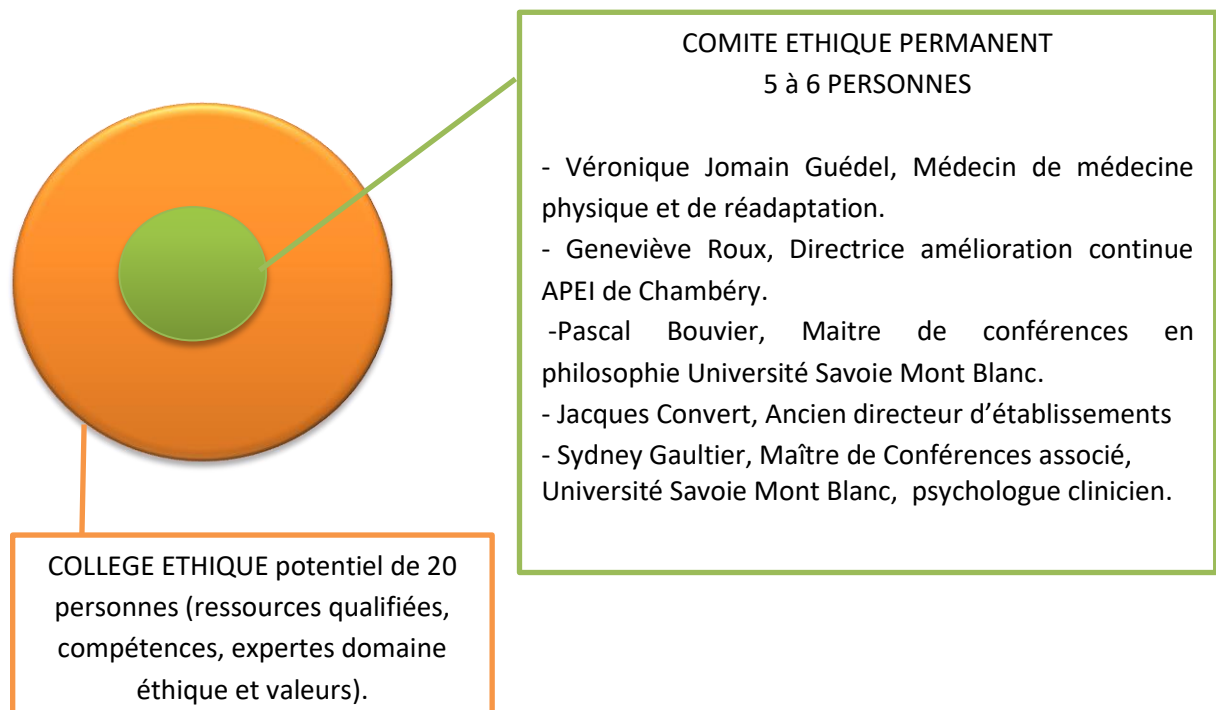 COMITE ETHIQUE PERMANENT
5 à 6 PERSONNES
- Véronique Jomain Guédel, Médecin de médecine
physique et de réadaptation.
- Geneviève Roux, Directrice amélioration continue
APEI de Chambéry.
-Pascal Bouvier, Maitre de conférences en
philosophie Université Savoie Mont Blanc.
- Jacques Convert, Ancien directeur d’établissements
- Sydney Gaultier, Maître de Conférences associé,
Université Savoie Mont Blanc, psychologue clinicien.
COLLEGE ETHIQUE potentiel de 20
personnes (ressources qualifiées,
compétences, expertes domaine
éthique et valeurs).